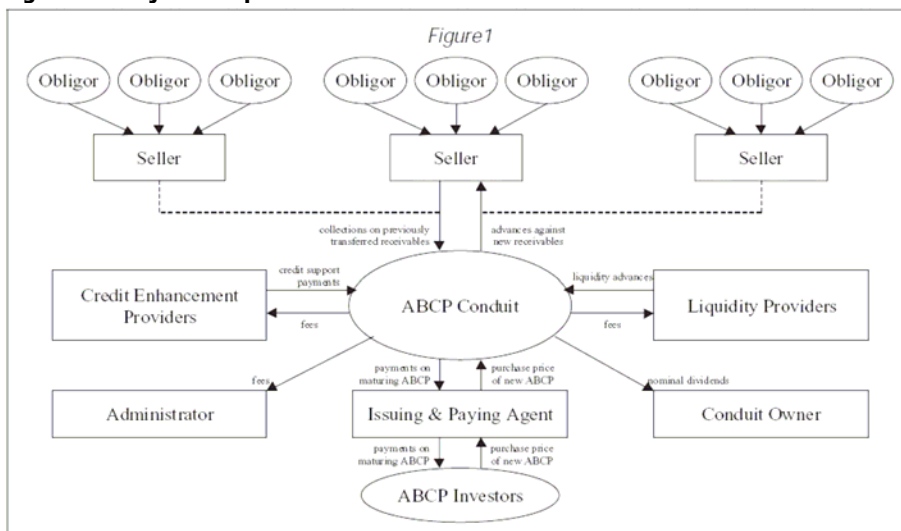 Figure1
Obligor Obligor Obligor Obligor Obligor Obligor Obligor Obligor Obligor
Seller Seller Seller
collections on previously
transferred receivables
advances against
new receivables
credit support
payments
liquidity advances
Credit Enhancement
Providers
ABCP Conduit
Liquidity Providers
fees
fees
fees
payments on
maturing ABCP
purchase price
of new ABCP
nominal dividends
Administrator
Issuing & Paying Agent
Conduit Owner
payments on
maturing ABCP
purchase price
of new ABCP
ABCP Investors